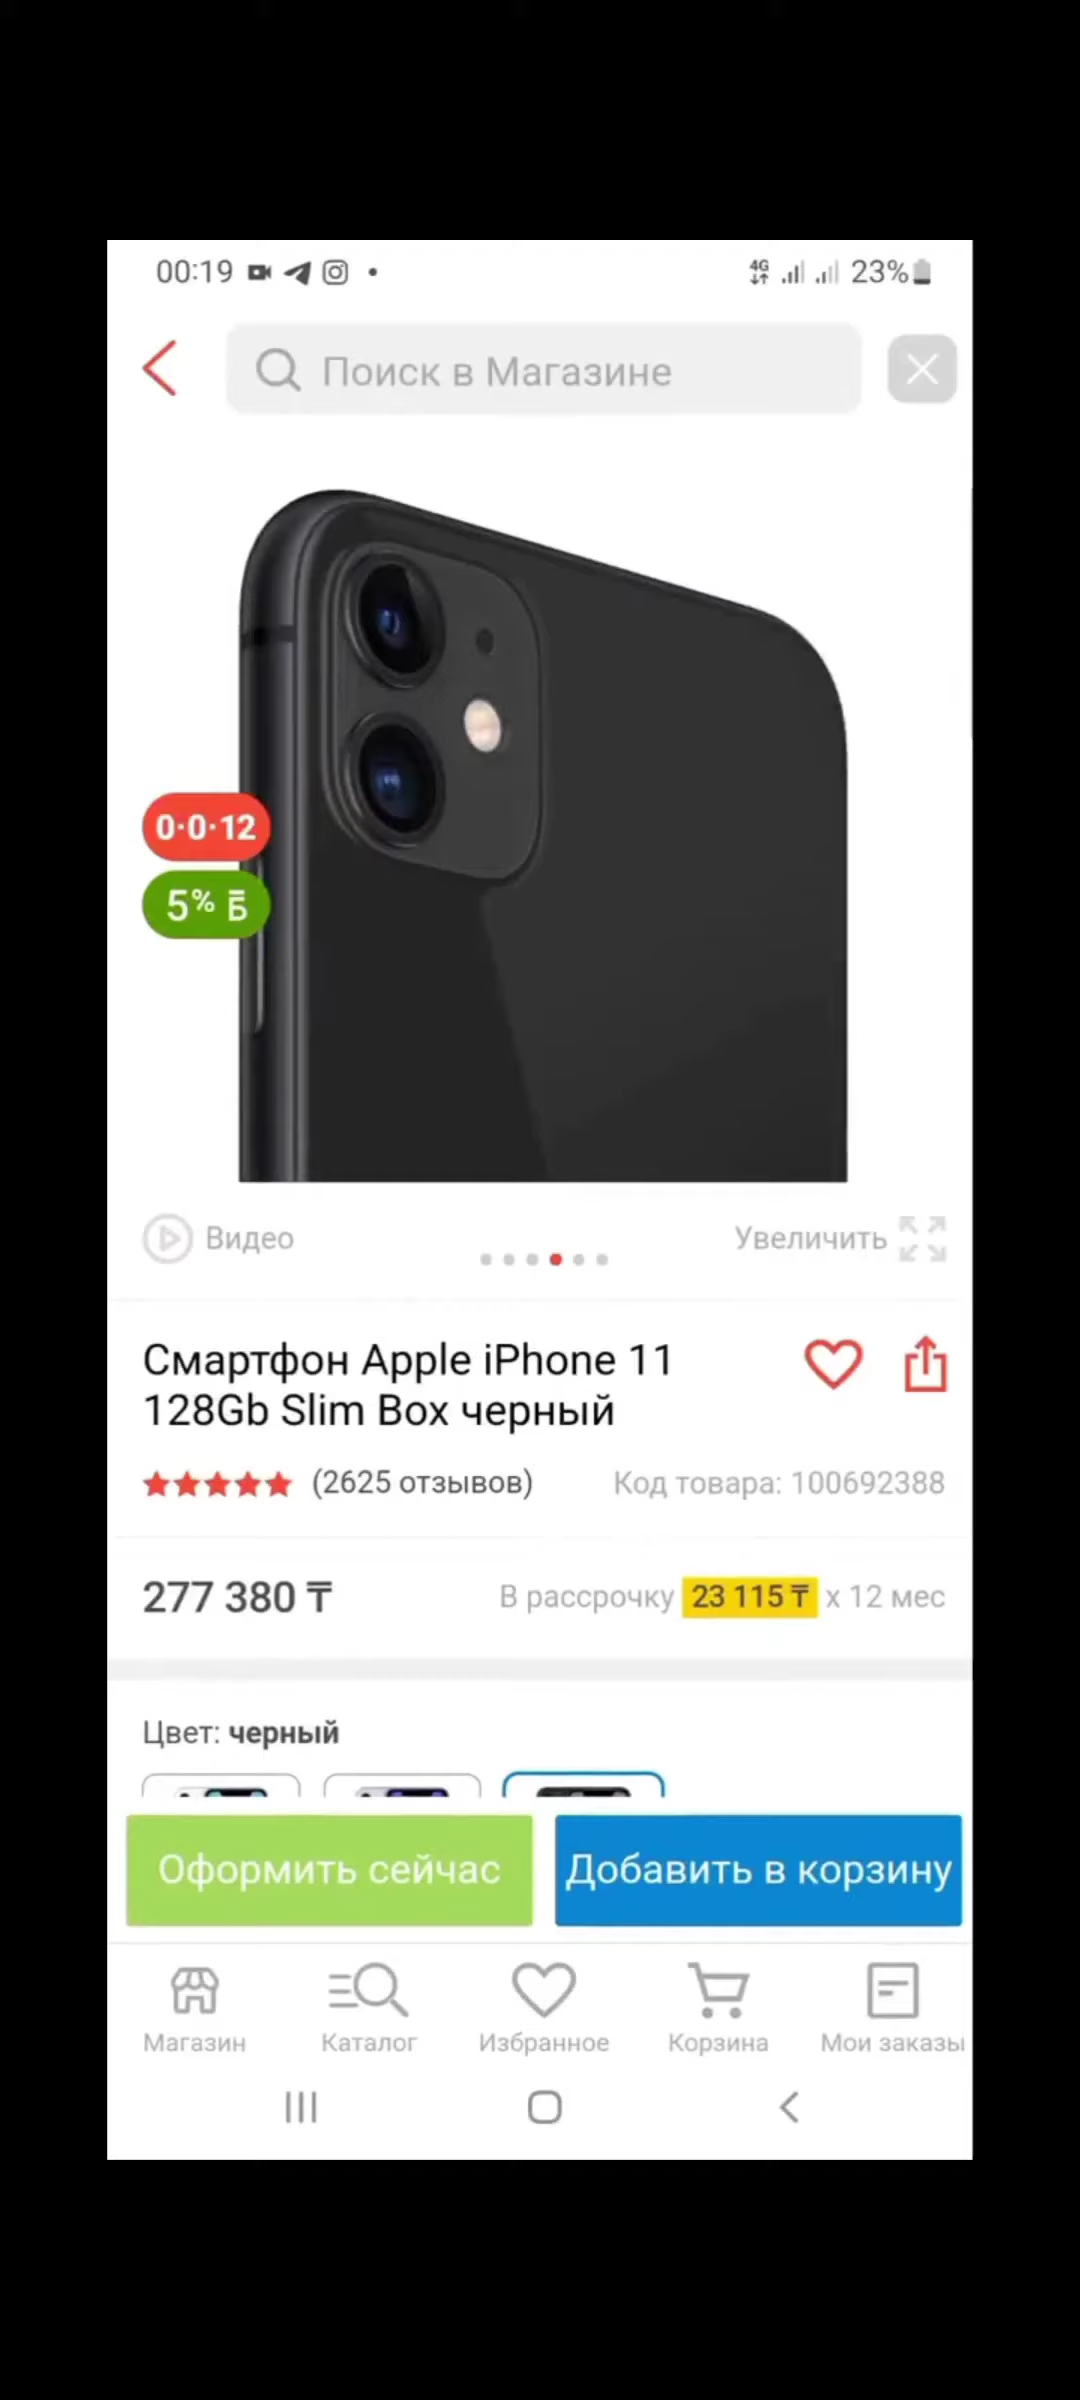 00:19 4G 23%
Поиск в Магазине
0·0·12
5% Б
Видео Увеличить
Смартфон Apple iPhone 11
128Gb Slim Box черный
(2625 отзывов) Код товара: 100692388
277 380 ₸ В рассрочку 23 115 ₸ x 12 мес
Цвет: черный
Оформить сейчас Добавить в корзину
Магазин Каталог Избранное Корзина Мои заказы